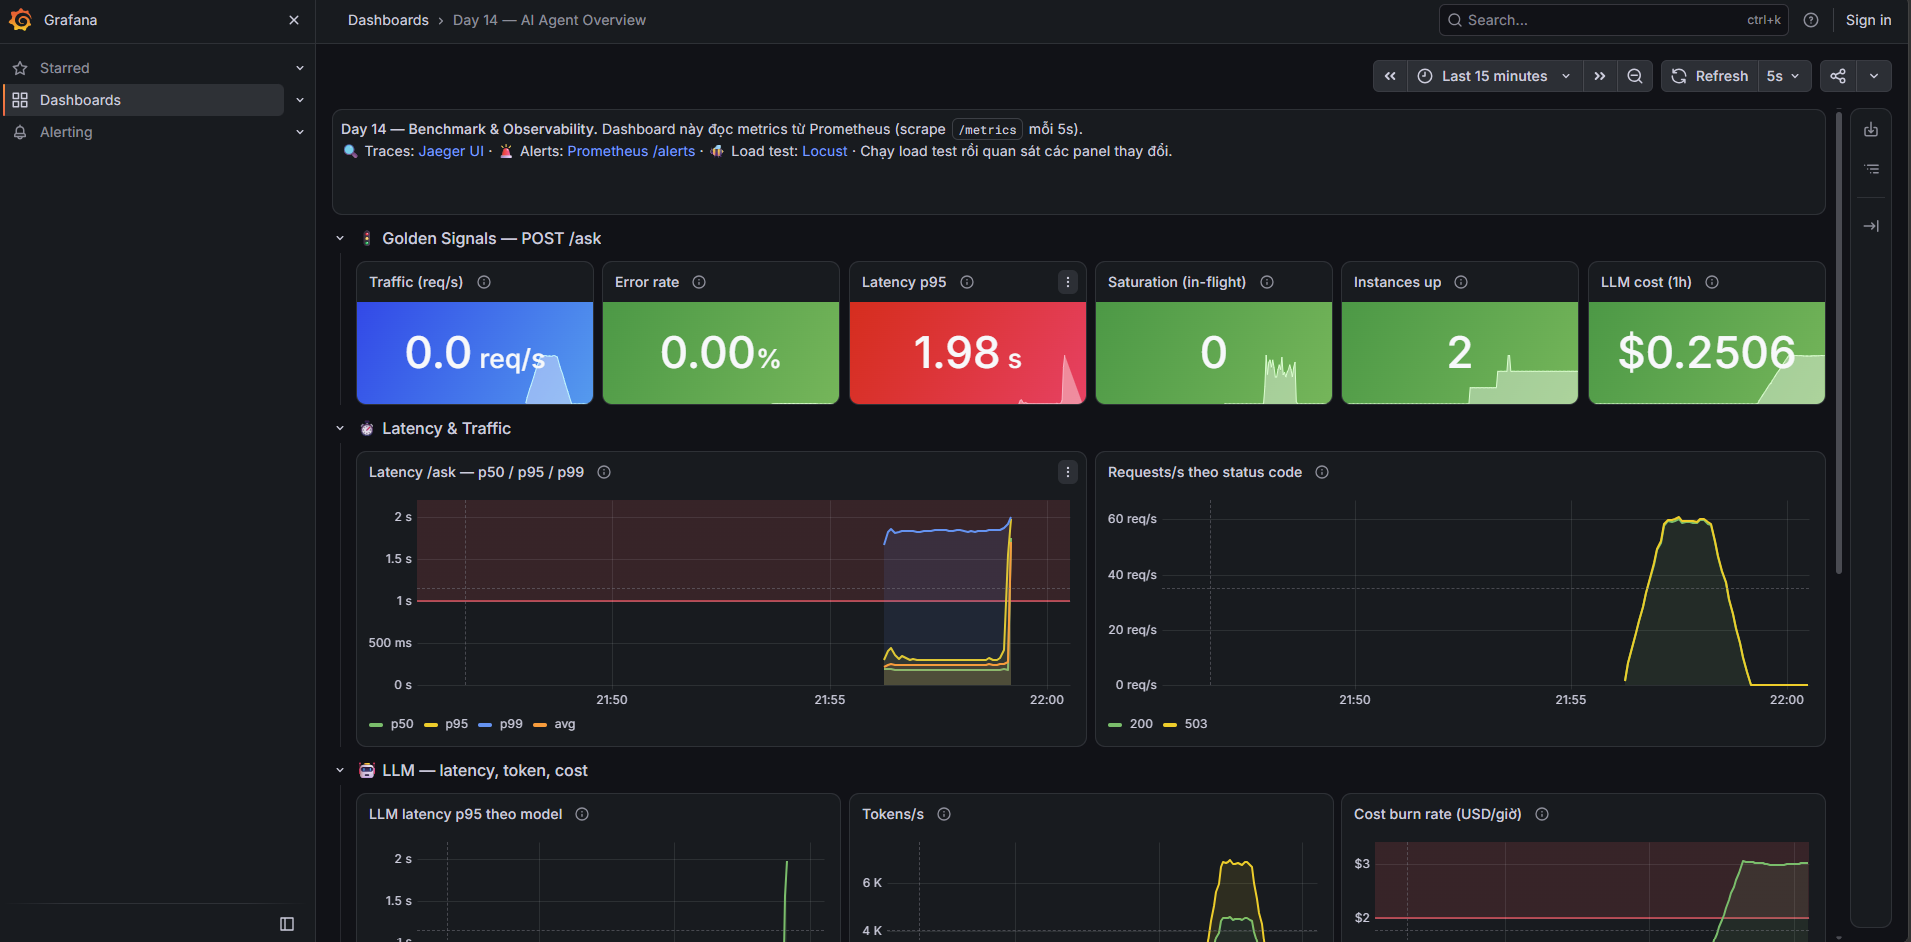 Grafana
Dashboards › Day 14 — AI Agent Overview
Search...
ctrl+k
Sign in
Starred
Dashboards
Alerting
Last 15 minutes
Refresh
5s
Day 14 — Benchmark & Observability. Dashboard này đọc metrics từ Prometheus (scrape /metrics mỗi 5s).
Traces: Jaeger UI · Alerts: Prometheus /alerts · Load test: Locust · Chạy load test rồi quan sát các panel thay đổi.
Golden Signals — POST /ask
Traffic (req/s)
0.0 req/s
Error rate
0.00%
Latency p95
1.98 s
Saturation (in-flight)
0
Instances up
2
LLM cost (1h)
$0.2506
Latency & Traffic
Latency /ask — p50 / p95 / p99
2 s
1.5 s
1 s
500 ms
0 s
21:50
21:55
22:00
p50
p95
p99
avg
Requests/s theo status code
60 req/s
40 req/s
20 req/s
0 req/s
21:50
21:55
22:00
200
503
LLM — latency, token, cost
LLM latency p95 theo model
2 s
1.5 s
1 s
Tokens/s
6 K
4 K
Cost burn rate (USD/giờ)
$3
$2